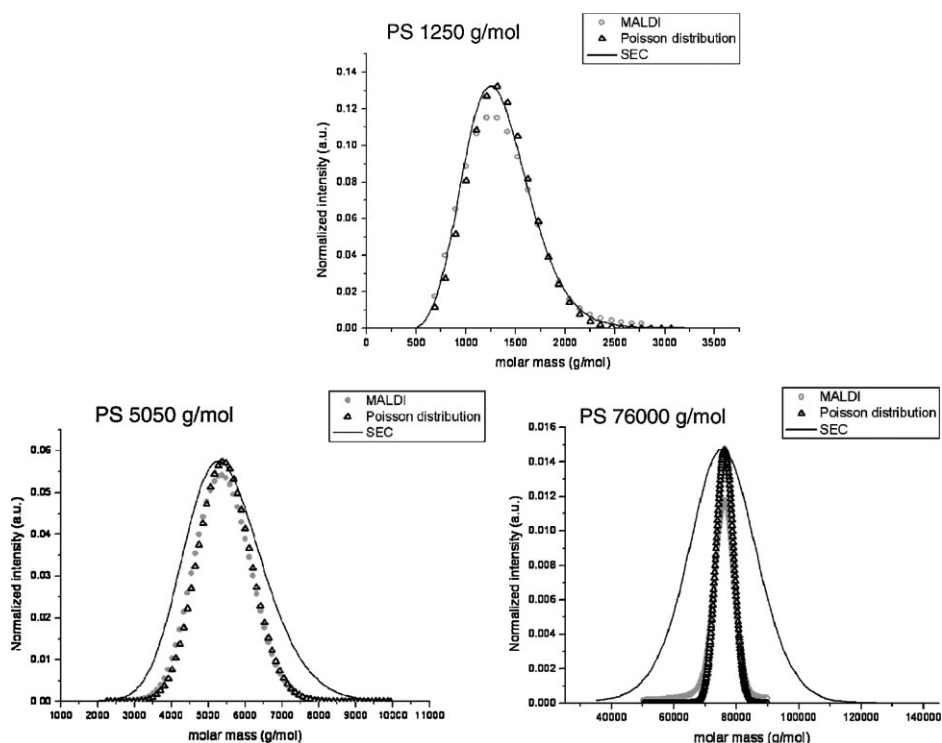 PS 1250 g/mol
MALDI
Poisson distribution
SEC
Normalized intensity (a.u.)
0.14
0.12
0.10
0.08
0.06
0.04
0.02
0.00
0 500 1000 1500 2000 2500 3000 3500
molar mass (g/mol)
PS 5050 g/mol
MALDI
Poisson distribution
SEC
Normalized intensity (a.u.)
0.06
0.05
0.04
0.03
0.02
0.01
0.00
1000 2000 3000 4000 5000 6000 7000 8000 9000 10000 11000
molar mass (g/mol)
PS 76000 g/mol
MALDI
Poisson distribution
SEC
Normalized intensity (a.u.)
0.016
0.014
0.012
0.010
0.008
0.006
0.004
0.002
0.000
40000 60000 80000 100000 120000 140000
molar mass (g/mol)